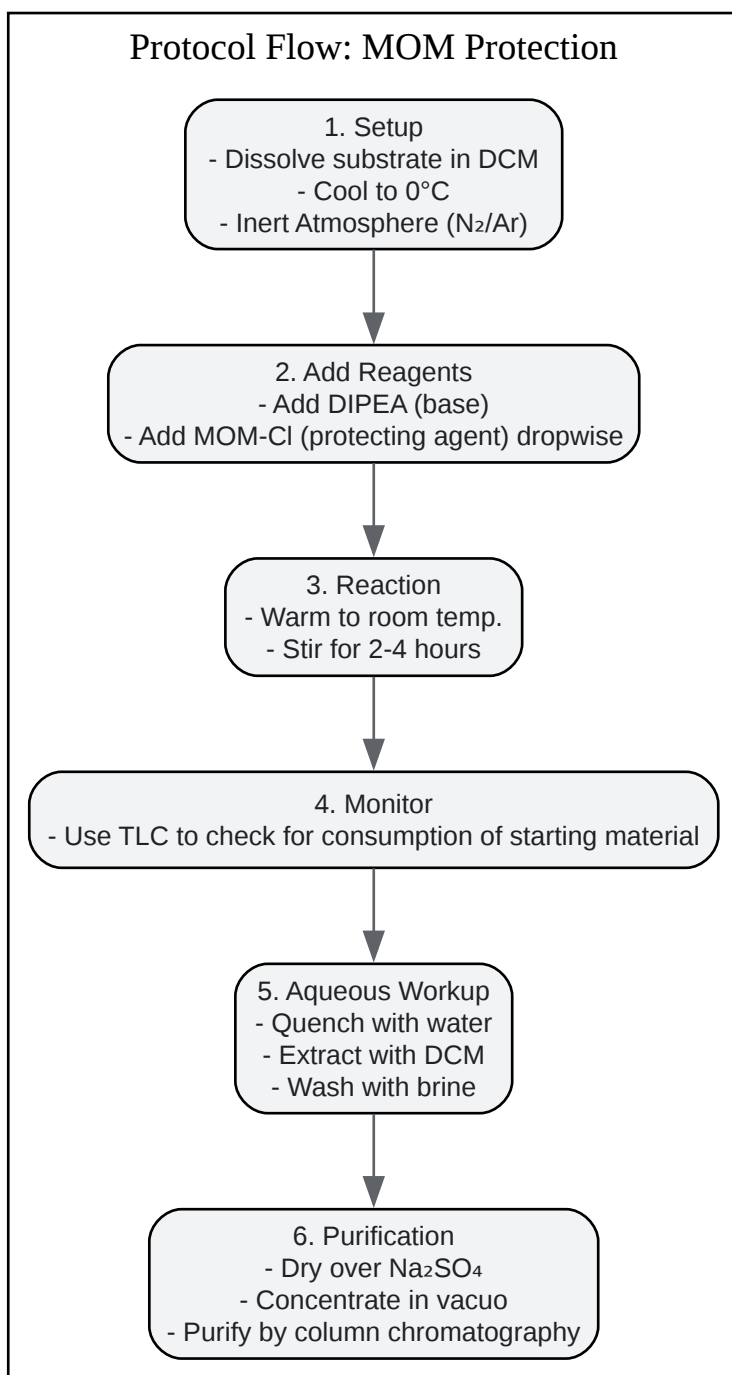 Protocol Flow: MOM Protection
1. Setup
- Dissolve substrate in DCM
- Cool to 0°C
- Inert Atmosphere (N₂/Ar)
2. Add Reagents
- Add DIPEA (base)
- Add MOM-Cl (protecting agent) dropwise
3. Reaction
- Warm to room temp.
- Stir for 2-4 hours
4. Monitor
- Use TLC to check for consumption of starting material
5. Aqueous Workup
- Quench with water
- Extract with DCM
- Wash with brine
6. Purification
- Dry over Na₂SO₄
- Concentrate in vacuo
- Purify by column chromatography